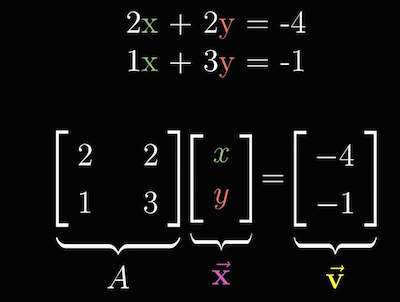 2x + 2y = -4
1x + 3y = -1
[2 2] [x] = [−4]
[1 3] [y] [−1]
A x⃗ v⃗